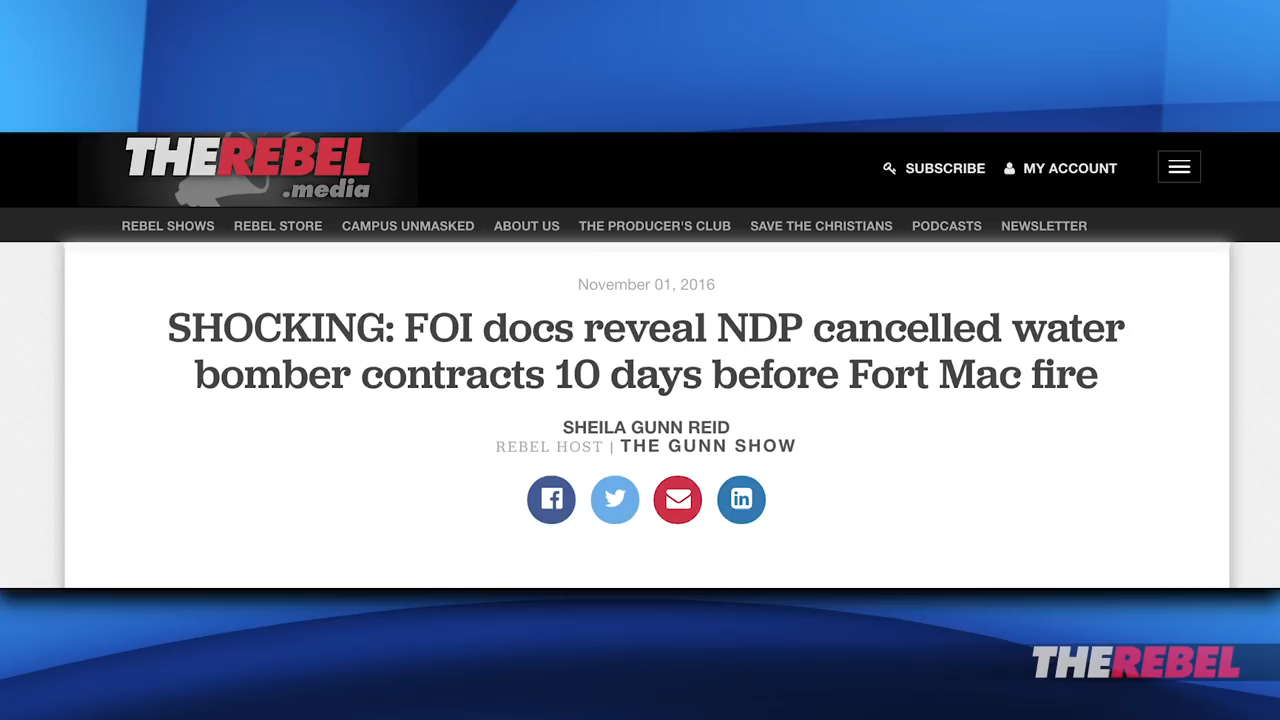 THEREBEL
.media
SUBSCRIBE
MY ACCOUNT
REBEL SHOWS
REBEL STORE
CAMPUS UNMASKED
ABOUT US
THE PRODUCER'S CLUB
SAVE THE CHRISTIANS
PODCASTS
NEWSLETTER
November 01, 2016
SHOCKING: FOI docs reveal NDP cancelled water
bomber contracts 10 days before Fort Mac fire
SHEILA GUNN REID
REBEL HOST | THE GUNN SHOW
THEREBEL